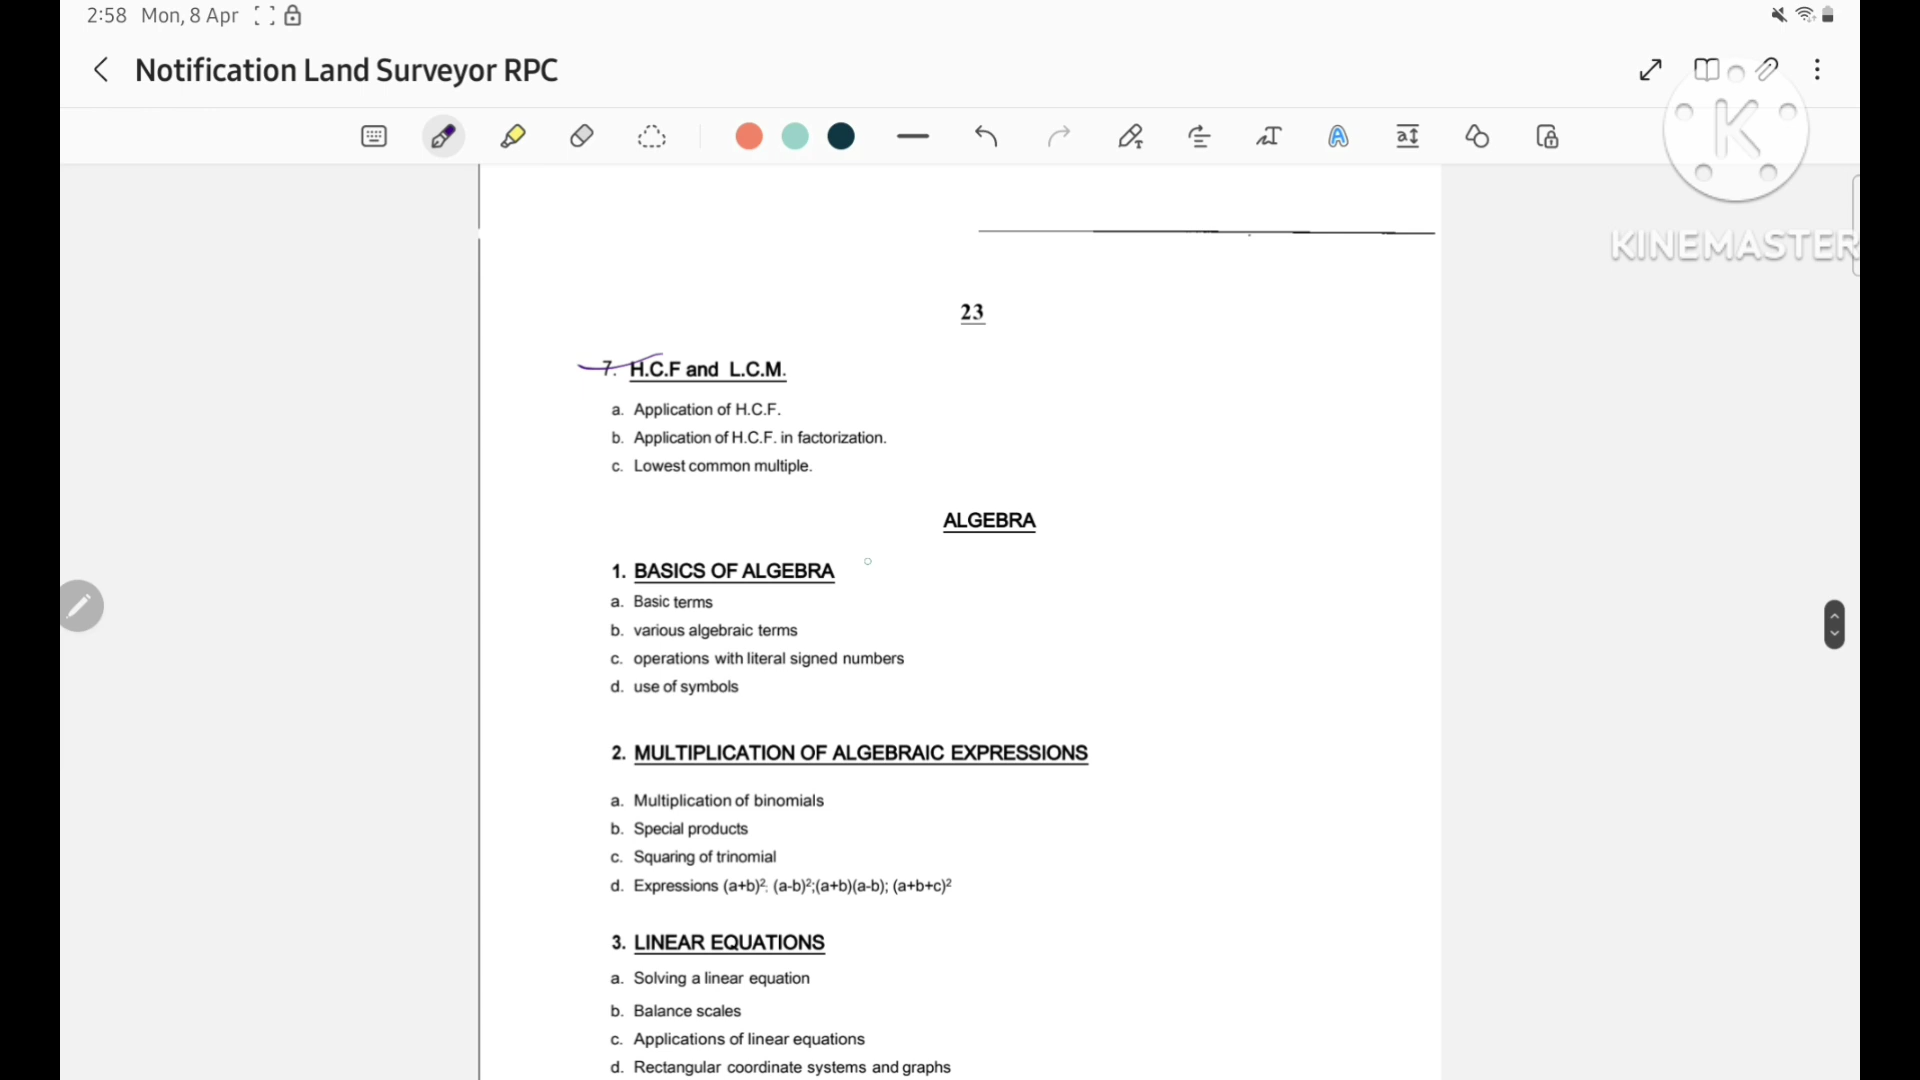 2:58 Mon, 8 Apr
Notification Land Surveyor RPC
K
KINEMASTER
23
7. H.C.F and L.C.M.
a. Application of H.C.F.
b. Application of H.C.F. in factorization.
c. Lowest common multiple.
ALGEBRA
1. BASICS OF ALGEBRA
a. Basic terms
b. various algebraic terms
c. operations with literal signed numbers
d. use of symbols
2. MULTIPLICATION OF ALGEBRAIC EXPRESSIONS
a. Multiplication of binomials
b. Special products
c. Squaring of trinomial
d. Expressions (a+b)²; (a-b)²;(a+b)(a-b); (a+b+c)²
3. LINEAR EQUATIONS
a. Solving a linear equation
b. Balance scales
c. Applications of linear equations
d. Rectangular coordinate systems and graphs